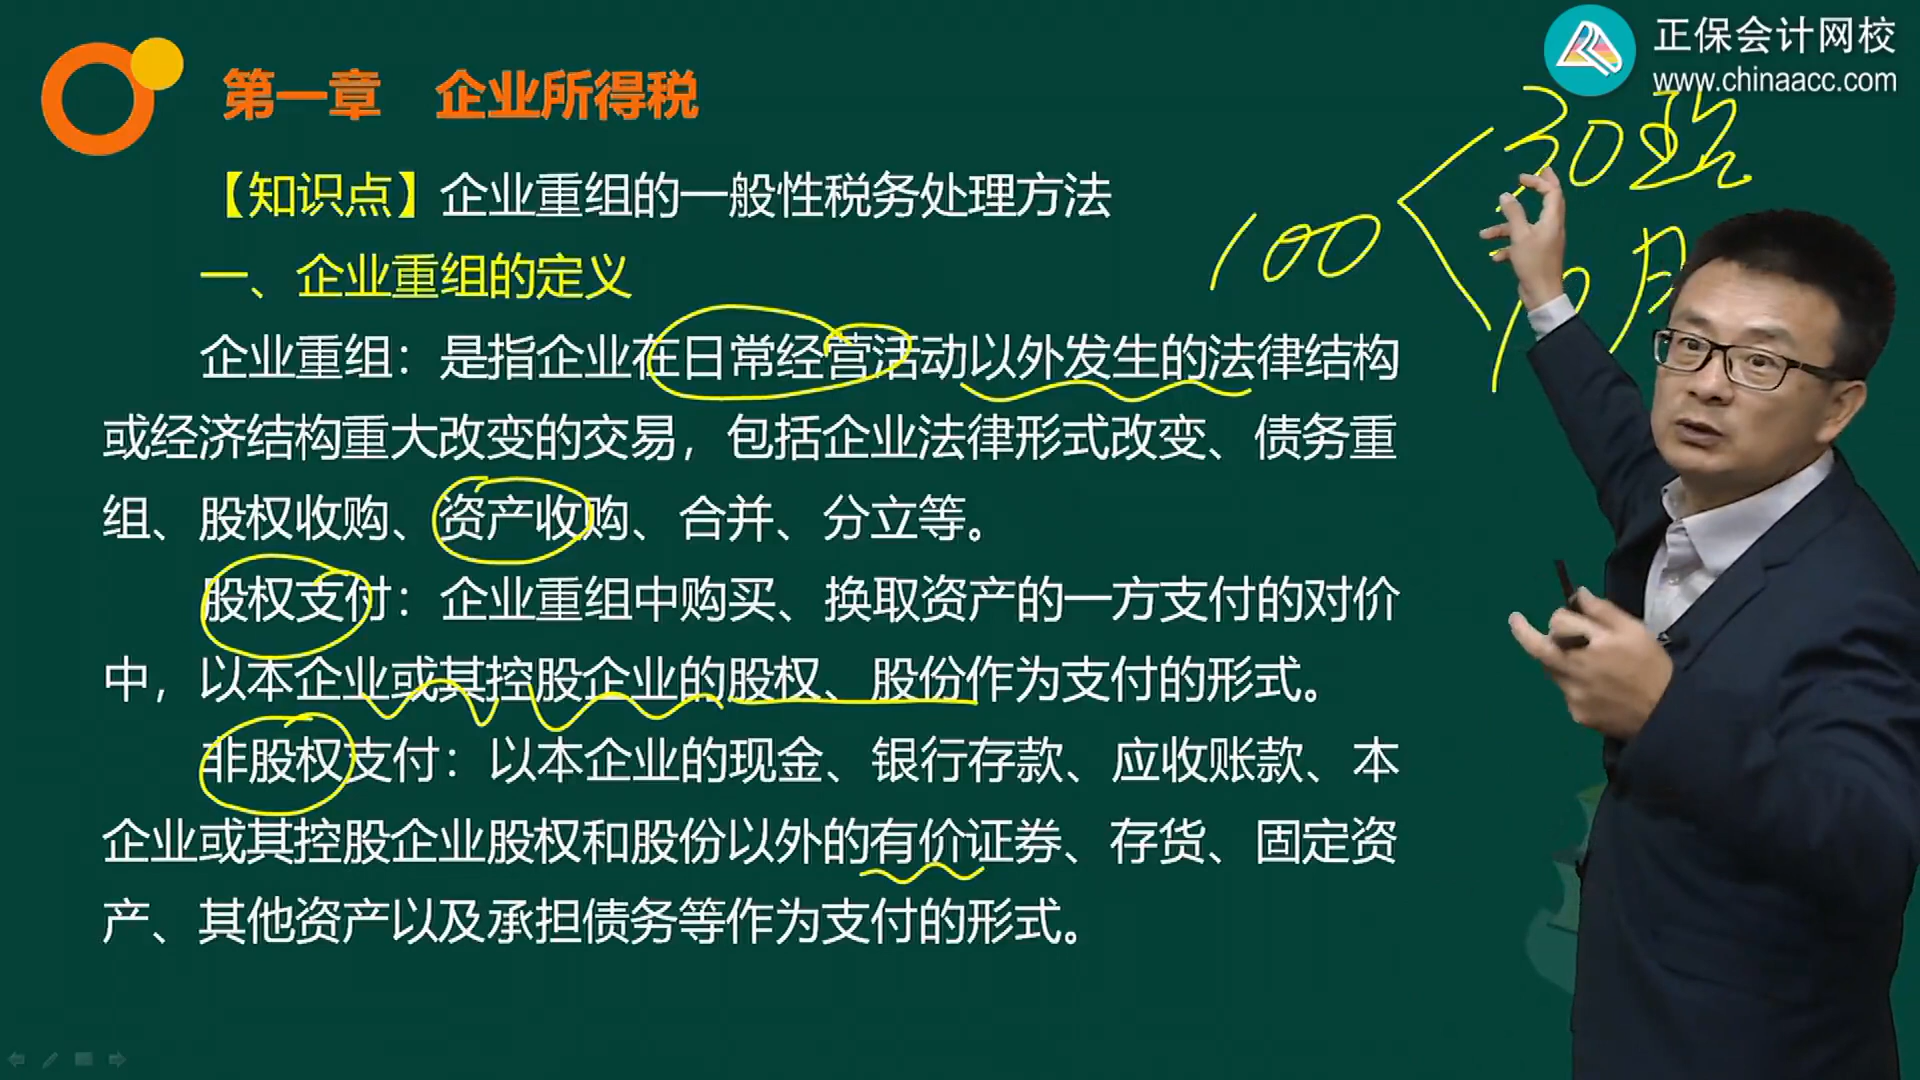 正保会计网校
www.chinaacc.com
第一章 企业所得税
【知识点】企业重组的一般性税务处理方法
一、企业重组的定义
企业重组：是指企业在日常经营活动以外发生的法律结构
或经济结构重大改变的交易，包括企业法律形式改变、债务重
组、股权收购、资产收购、合并、分立等。
股权支付：企业重组中购买、换取资产的一方支付的对价
中，以本企业或其控股企业的股权、股份作为支付的形式。
非股权支付：以本企业的现金、银行存款、应收账款、本
企业或其控股企业股权和股份以外的有价证券、存货、固定资
产、其他资产以及承担债务等作为支付的形式。
100
30